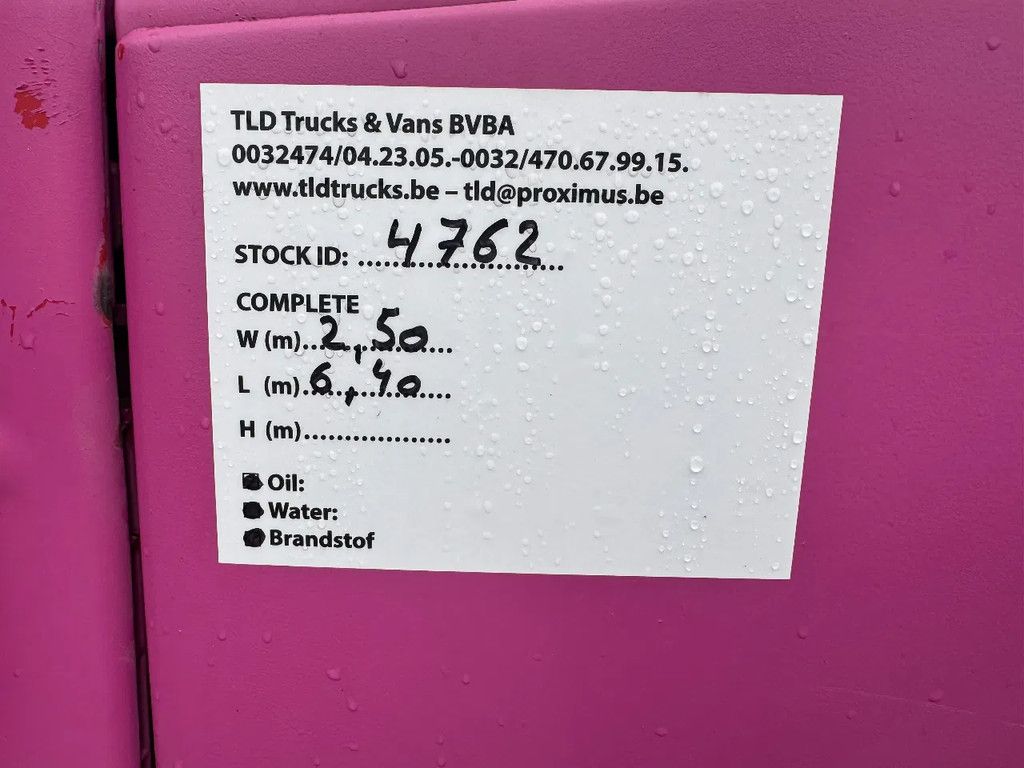 TLD Trucks & Vans BVBA
0032474/04.23.05.-0032/470.67.99.15.
www.tldtrucks.be – tld@proximus.be
STOCK ID: ...4762...
COMPLETE
W (m)..2,50....
L (m).6,40....
H (m)..................
Oil:
Water:
Brandstof